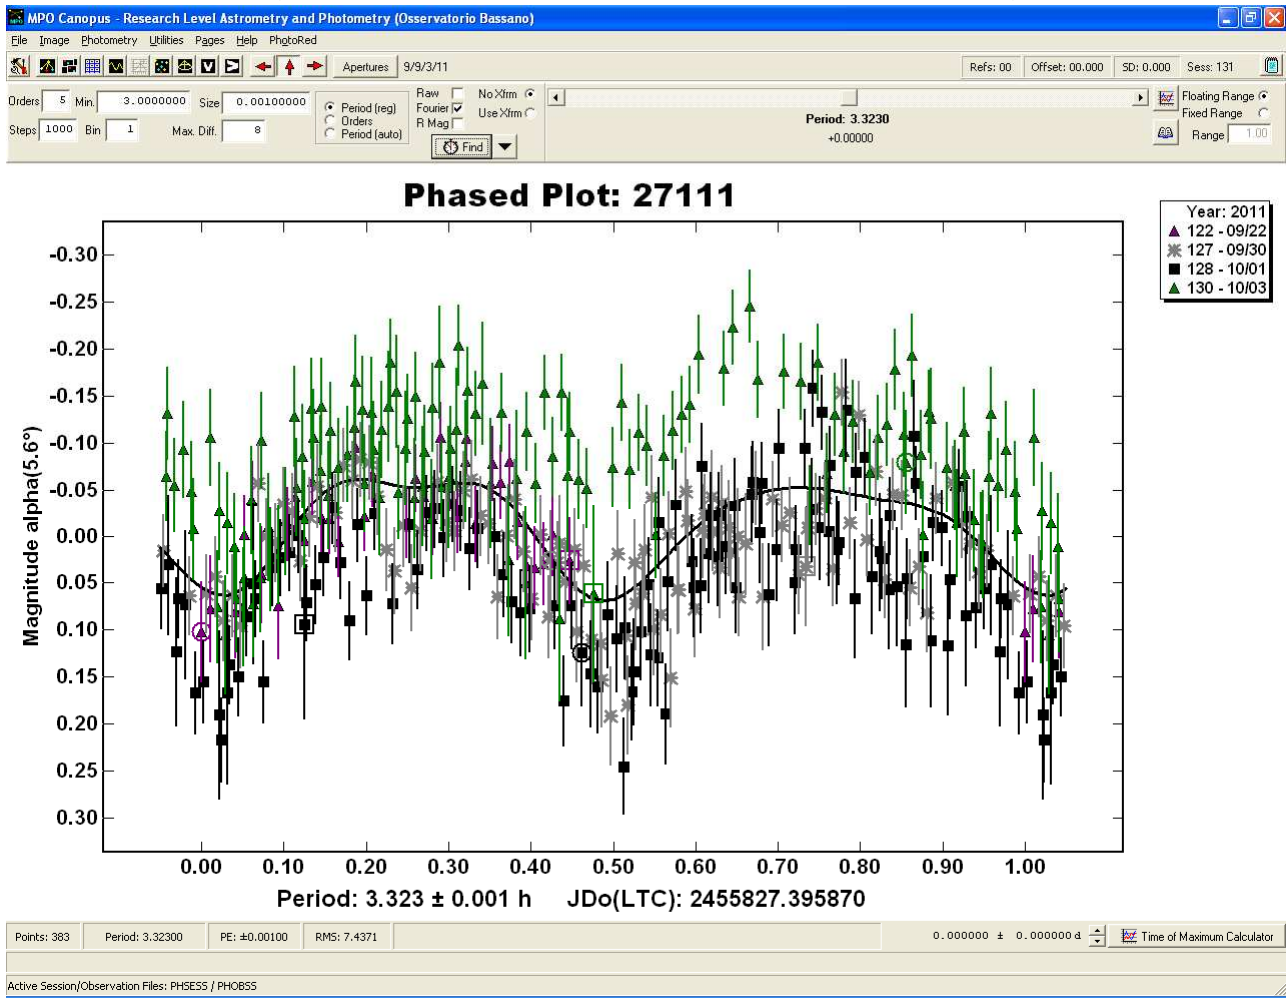 MPO Canopus - Research Level Astrometry and Photometry (Osservatorio Bassano)
File Image Photometry Utilities Pages Help PhotoRed
Apertures 9/9/3/11 Refs: 00 Offset: 00.000 SD: 0.000 Sess: 131
Orders 5 Min. 3.0000000 Size 0.00100000
Steps 1000 Bin 1 Max. Diff. 8
Period (reg)
Orders
Period (auto)
Raw No Xfrm
Fourier Use Xfrm
R Mag
Find
Period: 3.3230
+0.00000
Floating Range
Fixed Range
Range 1.00
Phased Plot: 27111
Year: 2011
122 - 09/22
127 - 09/30
128 - 10/01
130 - 10/03
Magnitude alpha(5.6°)
-0.30
-0.25
-0.20
-0.15
-0.10
-0.05
0.00
0.05
0.10
0.15
0.20
0.25
0.30
0.00 0.10 0.20 0.30 0.40 0.50 0.60 0.70 0.80 0.90 1.00
Period: 3.323 ± 0.001 h JDo(LTC): 2455827.395870
Points: 383 Period: 3.32300 PE: ±0.00100 RMS: 7.4371 0.000000 ± 0.000000 d Time of Maximum Calculator
Active Session/Observation Files: PHSESS / PHOBSS